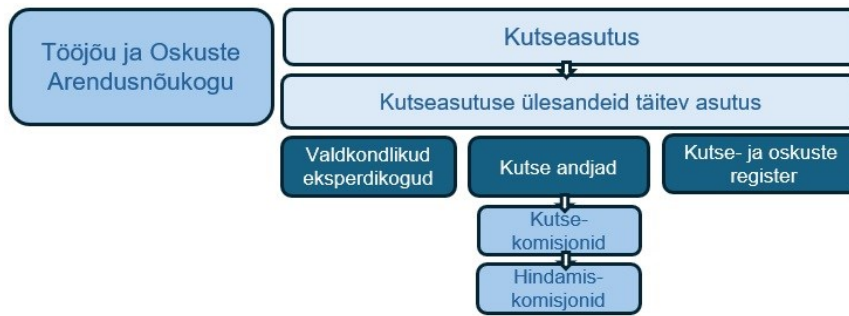 Tööjõu ja Oskuste
Arendusnõukogu
Kutseasutus
Kutseasutuse ülesandeid täitev asutus
Valdkondlikud
eksperdikogud
Kutse andjad
Kutse- ja oskuste
register
Kutse-
komisjonid
Hindamis-
komisjonid